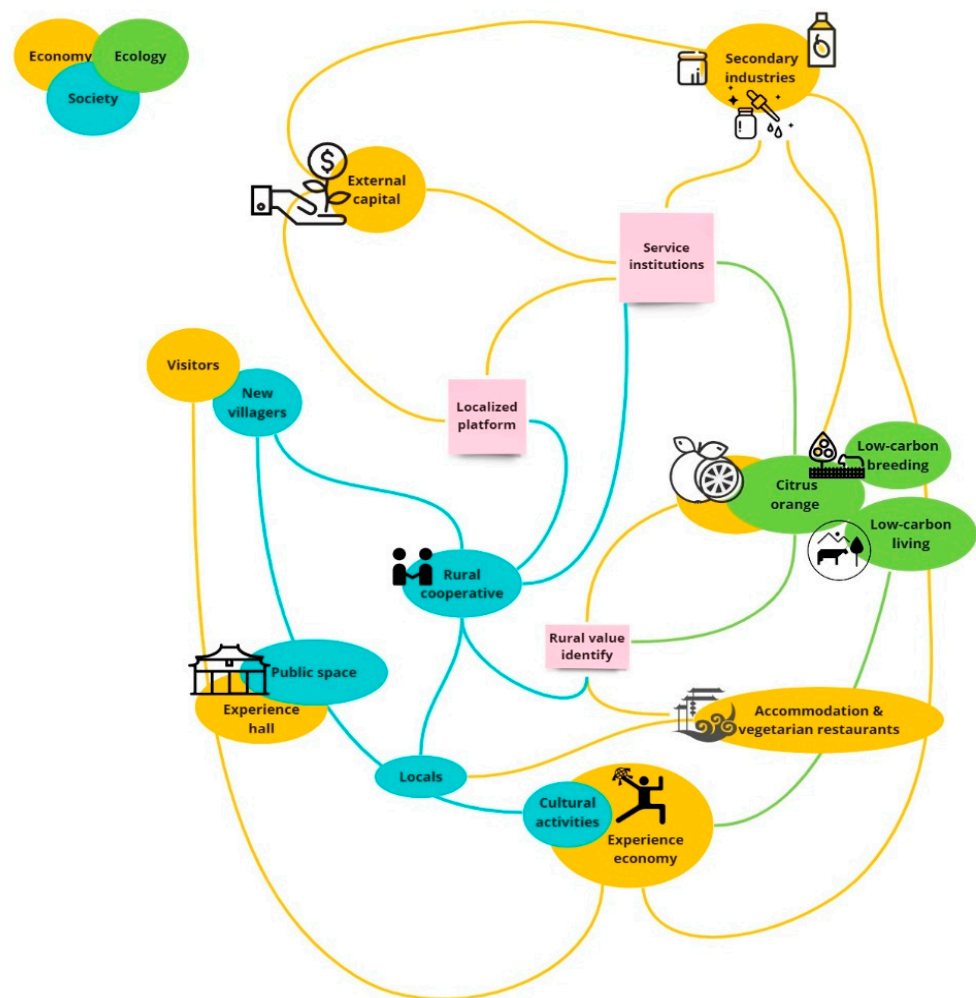 Economy
Ecology
Society
Secondary
industries
$
External
capital
Service
institutions
Visitors
New
villagers
Localized
platform
Low-carbon
breeding
Citrus
orange
Low-carbon
living
Rural
cooperative
Rural value
identify
Public space
Experience
hall
Accommodation &
vegetarian restaurants
Locals
Cultural
activities
Experience
economy